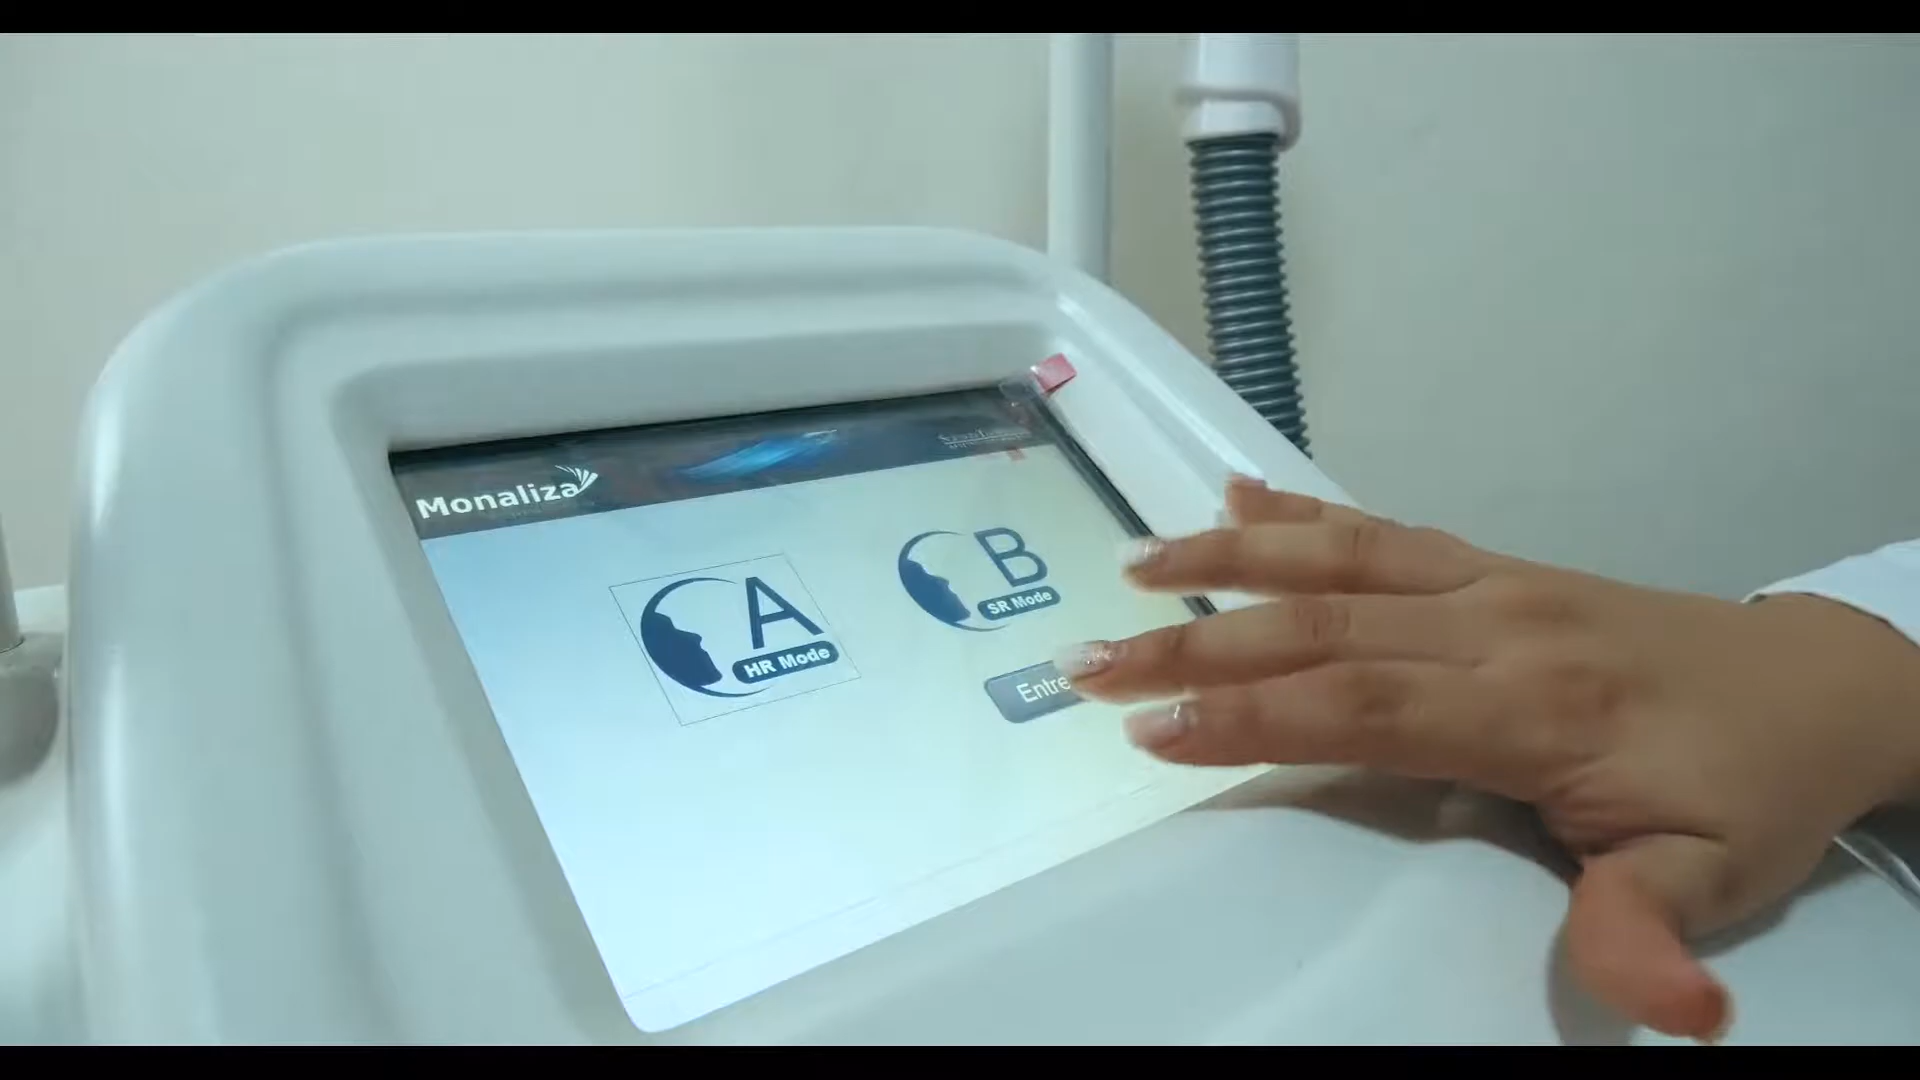 Monaliza
A
HR Mode
B
SR Mode
Entre